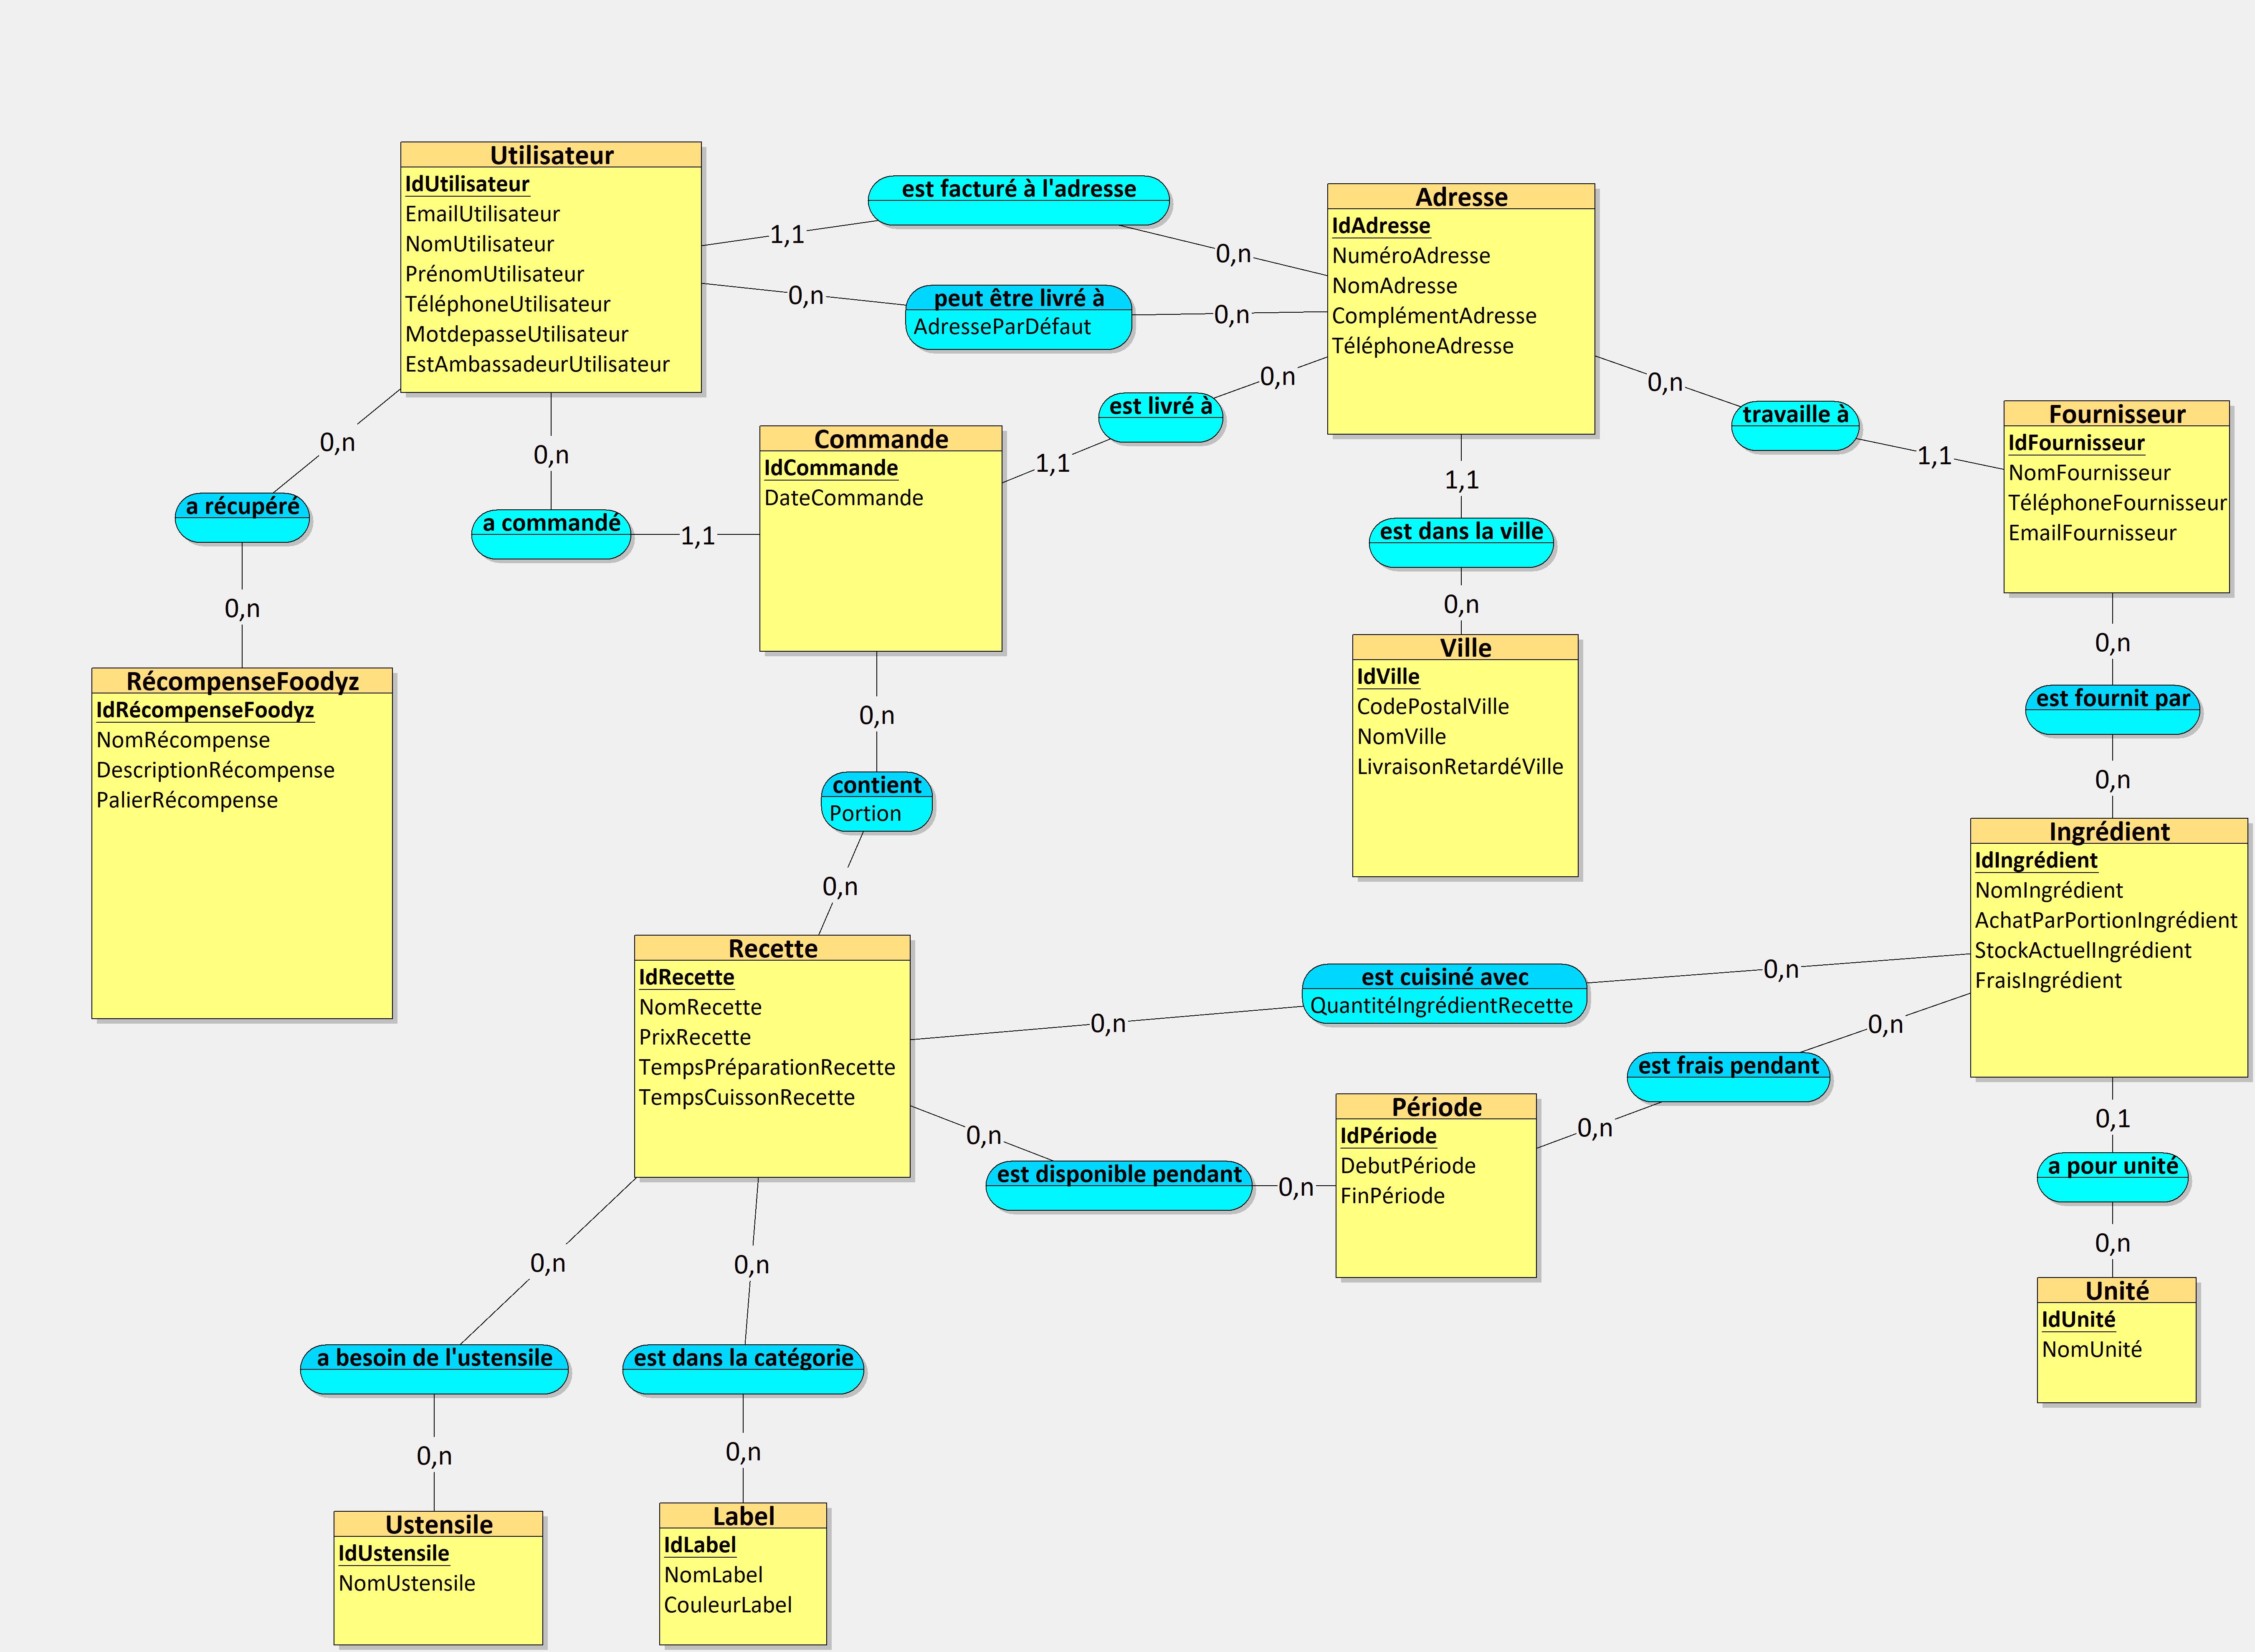 Utilisateur
IdUtilisateur
EmailUtilisateur
NomUtilisateur
PrénomUtilisateur
TéléphoneUtilisateur
MotdepasseUtilisateur
EstAmbassadeurUtilisateur
est facturé à l'adresse
1,1
0,n
peut être livré à
AdresseParDéfaut
0,n
0,n
Adresse
IdAdresse
NuméroAdresse
NomAdresse
ComplémentAdresse
TéléphoneAdresse
0,n
est livré à
1,1
0,n
travaille à
1,1
Fournisseur
IdFournisseur
NomFournisseur
TéléphoneFournisseur
EmailFournisseur
Commande
IdCommande
DateCommande
0,n
a récupéré
0,n
0,n
a commandé
1,1
1,1
est dans la ville
0,n
Ville
IdVille
CodePostalVille
NomVille
LivraisonRetardéVille
0,n
est fournit par
0,n
RécompenseFoodyz
IdRécompenseFoodyz
NomRécompense
DescriptionRécompense
PalierRécompense
0,n
contient
Portion
0,n
Ingrédient
IdIngrédient
NomIngrédient
AchatParPortionIngrédient
StockActuelIngrédient
FraisIngrédient
Recette
IdRecette
NomRecette
PrixRecette
TempsPréparationRecette
TempsCuissonRecette
0,n
est cuisiné avec
QuantitéIngrédientRecette
0,n
0,n
est frais pendant
0,n
Période
IdPériode
DebutPériode
FinPériode
0,n
est disponible pendant
0,n
0,1
a pour unité
0,n
Unité
IdUnité
NomUnité
0,n
0,n
a besoin de l'ustensile
est dans la catégorie
0,n
0,n
Ustensile
IdUstensile
NomUstensile
Label
IdLabel
NomLabel
CouleurLabel